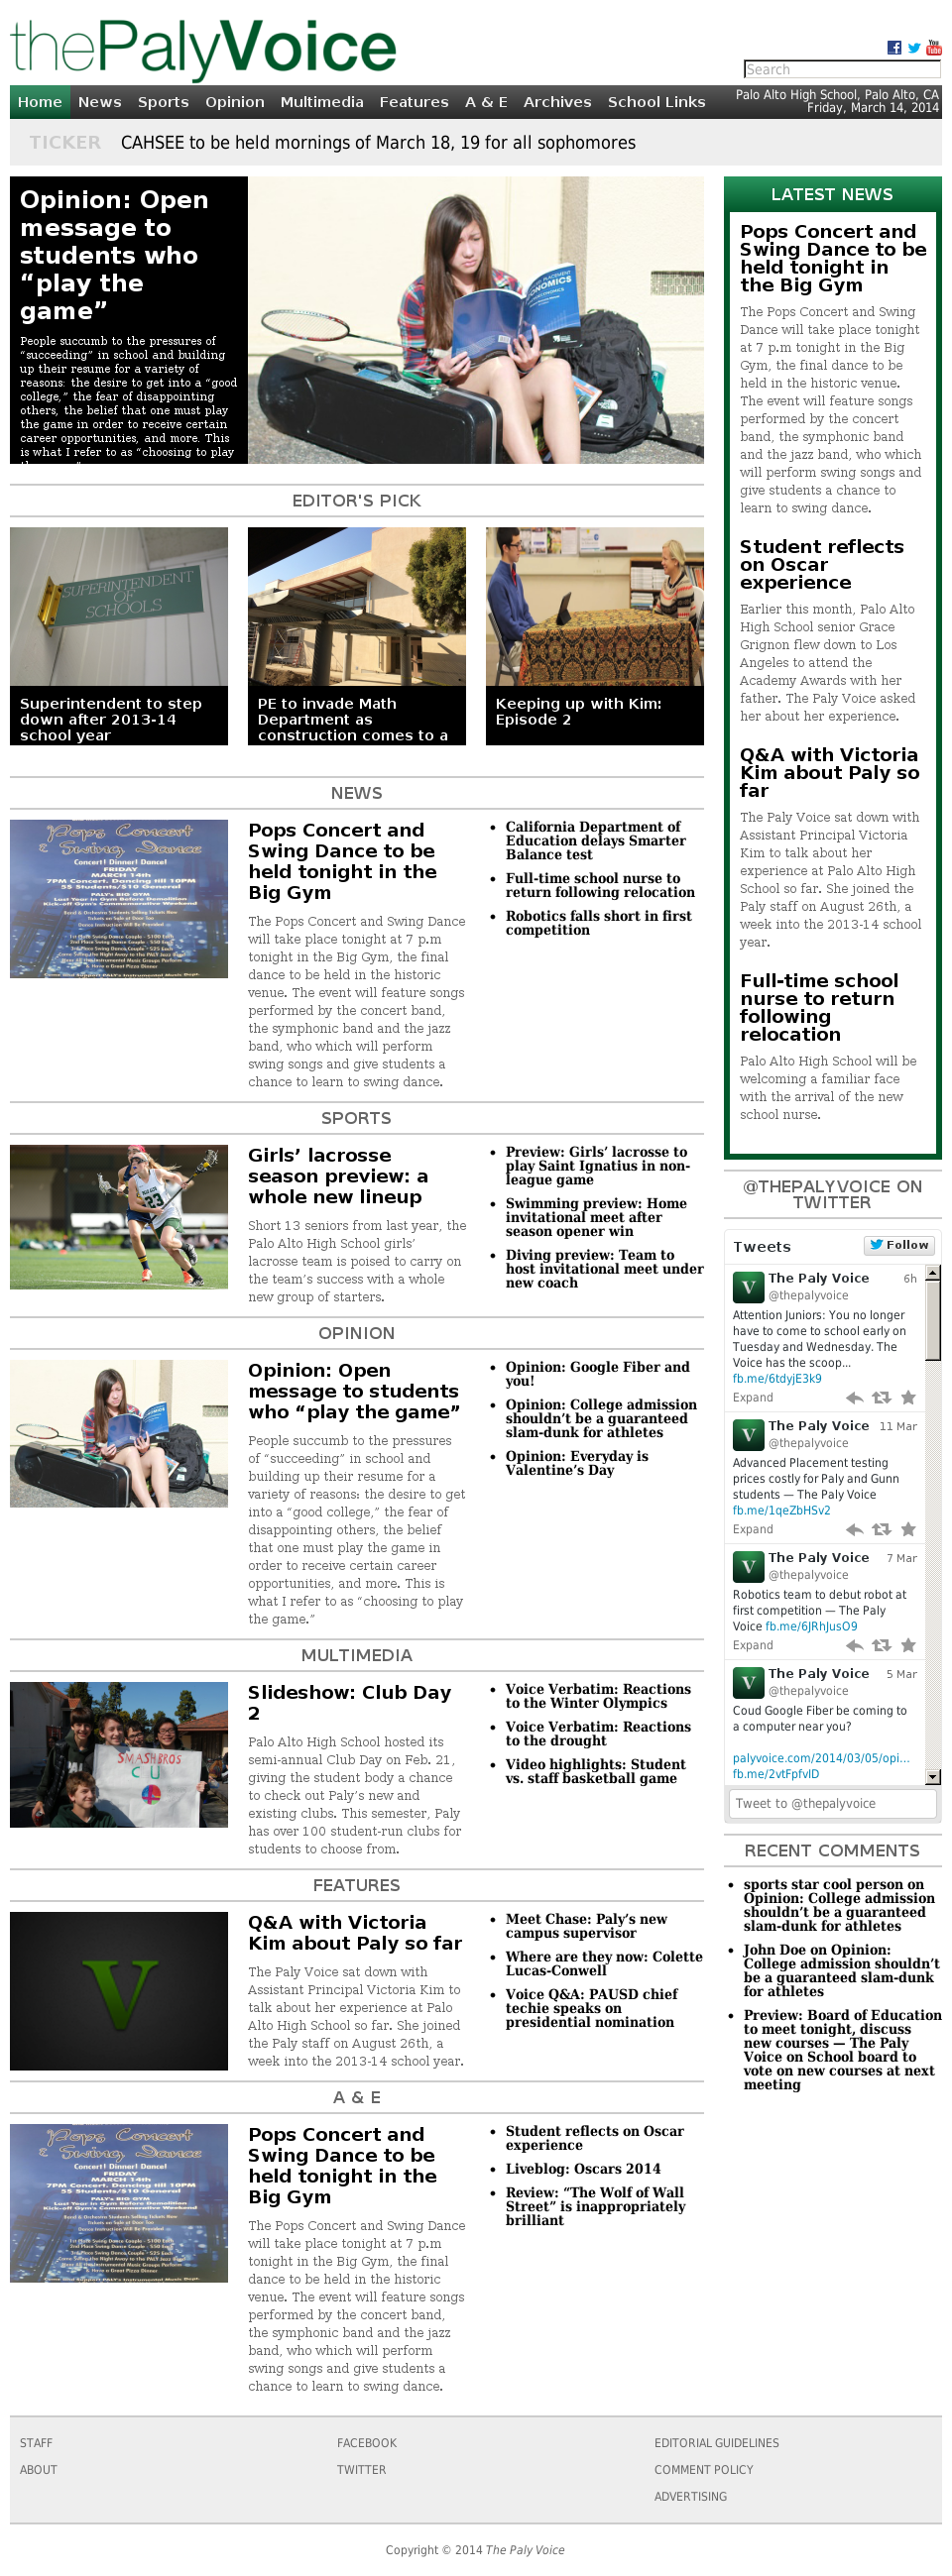 thePalyVoice
Search
Home News Sports Opinion Multimedia Features A & E Archives School Links
Palo Alto High School, Palo Alto, CA
Friday, March 14, 2014
TICKER CAHSEE to be held mornings of March 18, 19 for all sophomores
Opinion: Open
message to
students who
“play the
game”
People succumb to the pressures of
“succeeding” in school and building
up their resume for a variety of
reasons: the desire to get into a “good
college,” the fear of disappointing
others, the belief that one must play
the game in order to receive certain
career opportunities, and more. This
is what I refer to as “choosing to play
EDITOR'S PICK
SUPERINTENDENT
OF
SCHOOLS
Superintendent to step
down after 2013-14
school year
PE to invade Math
Department as
construction comes to a
Keeping up with Kim:
Episode 2
NEWS
Pops Concert and
Swing Dance to be
held tonight in the
Big Gym
The Pops Concert and Swing Dance
will take place tonight at 7 p.m
tonight in the Big Gym, the final
dance to be held in the historic
venue. The event will feature songs
performed by the concert band,
the symphonic band and the jazz
band, who which will perform
swing songs and give students a
chance to learn to swing dance.
California Department of
Education delays Smarter
Balance test
Full-time school nurse to
return following relocation
Robotics falls short in first
competition
SPORTS
Girls’ lacrosse
season preview: a
whole new lineup
Short 13 seniors from last year, the
Palo Alto High School girls’
lacrosse team is poised to carry on
the team’s success with a whole
new group of starters.
Preview: Girls’ lacrosse to
play Saint Ignatius in non-
league game
Swimming preview: Home
invitational meet after
season opener win
Diving preview: Team to
host invitational meet under
new coach
OPINION
Opinion: Open
message to students
who “play the game”
People succumb to the pressures
of “succeeding” in school and
building up their resume for a
variety of reasons: the desire to get
into a “good college,” the fear of
disappointing others, the belief
that one must play the game in
order to receive certain career
opportunities, and more. This is
what I refer to as “choosing to play
the game.”
Opinion: Google Fiber and
you!
Opinion: College admission
shouldn’t be a guaranteed
slam-dunk for athletes
Opinion: Everyday is
Valentine’s Day
MULTIMEDIA
SMASHBROS
CU
Slideshow: Club Day
2
Palo Alto High School hosted its
semi-annual Club Day on Feb. 21,
giving the student body a chance
to check out Paly’s new and
existing clubs. This semester, Paly
has over 100 student-run clubs for
students to choose from.
Voice Verbatim: Reactions
to the Winter Olympics
Voice Verbatim: Reactions
to the drought
Video highlights: Student
vs. staff basketball game
FEATURES
V
Q&A with Victoria
Kim about Paly so far
The Paly Voice sat down with
Assistant Principal Victoria Kim to
talk about her experience at Palo
Alto High School so far. She joined
the Paly staff on August 26th, a
week into the 2013-14 school year.
Meet Chase: Paly’s new
campus supervisor
Where are they now: Colette
Lucas-Conwell
Voice Q&A: PAUSD chief
techie speaks on
presidential nomination
A & E
Pops Concert and
Swing Dance to be
held tonight in the
Big Gym
The Pops Concert and Swing Dance
will take place tonight at 7 p.m
tonight in the Big Gym, the final
dance to be held in the historic
venue. The event will feature songs
performed by the concert band,
the symphonic band and the jazz
band, who which will perform
swing songs and give students a
chance to learn to swing dance.
Student reflects on Oscar
experience
Liveblog: Oscars 2014
Review: “The Wolf of Wall
Street” is inappropriately
brilliant
LATEST NEWS
Pops Concert and
Swing Dance to be
held tonight in
the Big Gym
The Pops Concert and Swing
Dance will take place tonight
at 7 p.m tonight in the Big
Gym, the final dance to be
held in the historic venue.
The event will feature songs
performed by the concert
band, the symphonic band
and the jazz band, who which
will perform swing songs and
give students a chance to
learn to swing dance.
Student reflects
on Oscar
experience
Earlier this month, Palo Alto
High School senior Grace
Grignon flew down to Los
Angeles to attend the
Academy Awards with her
father. The Paly Voice asked
her about her experience.
Q&A with Victoria
Kim about Paly so
far
The Paly Voice sat down with
Assistant Principal Victoria
Kim to talk about her
experience at Palo Alto High
School so far. She joined the
Paly staff on August 26th, a
week into the 2013-14 school
year.
Full-time school
nurse to return
following
relocation
Palo Alto High School will be
welcoming a familiar face
with the arrival of the new
school nurse.
@THEPALYVOICE ON
TWITTER
Tweets Follow
The Paly Voice 6h
@thepalyvoice
Attention Juniors: You no longer
have to come to school early on
Tuesday and Wednesday. The
Voice has the scoop...
fb.me/6tdyjE3k9
Expand
The Paly Voice 11 Mar
@thepalyvoice
Advanced Placement testing
prices costly for Paly and Gunn
students — The Paly Voice
fb.me/1qeZbHSv2
Expand
The Paly Voice 7 Mar
@thepalyvoice
Robotics team to debut robot at
first competition — The Paly
Voice fb.me/6JRhJusO9
Expand
The Paly Voice 5 Mar
@thepalyvoice
Coud Google Fiber be coming to
a computer near you?
palyvoice.com/2014/03/05/opi…
fb.me/2vtFpfvID
Tweet to @thepalyvoice
RECENT COMMENTS
sports star cool person on
Opinion: College admission
shouldn’t be a guaranteed
slam-dunk for athletes
John Doe on Opinion:
College admission shouldn’t
be a guaranteed slam-dunk
for athletes
Preview: Board of Education
to meet tonight, discuss
new courses — The Paly
Voice on School board to
vote on new courses at next
meeting
STAFF
ABOUT
FACEBOOK
TWITTER
EDITORIAL GUIDELINES
COMMENT POLICY
ADVERTISING
Copyright © 2014 The Paly Voice